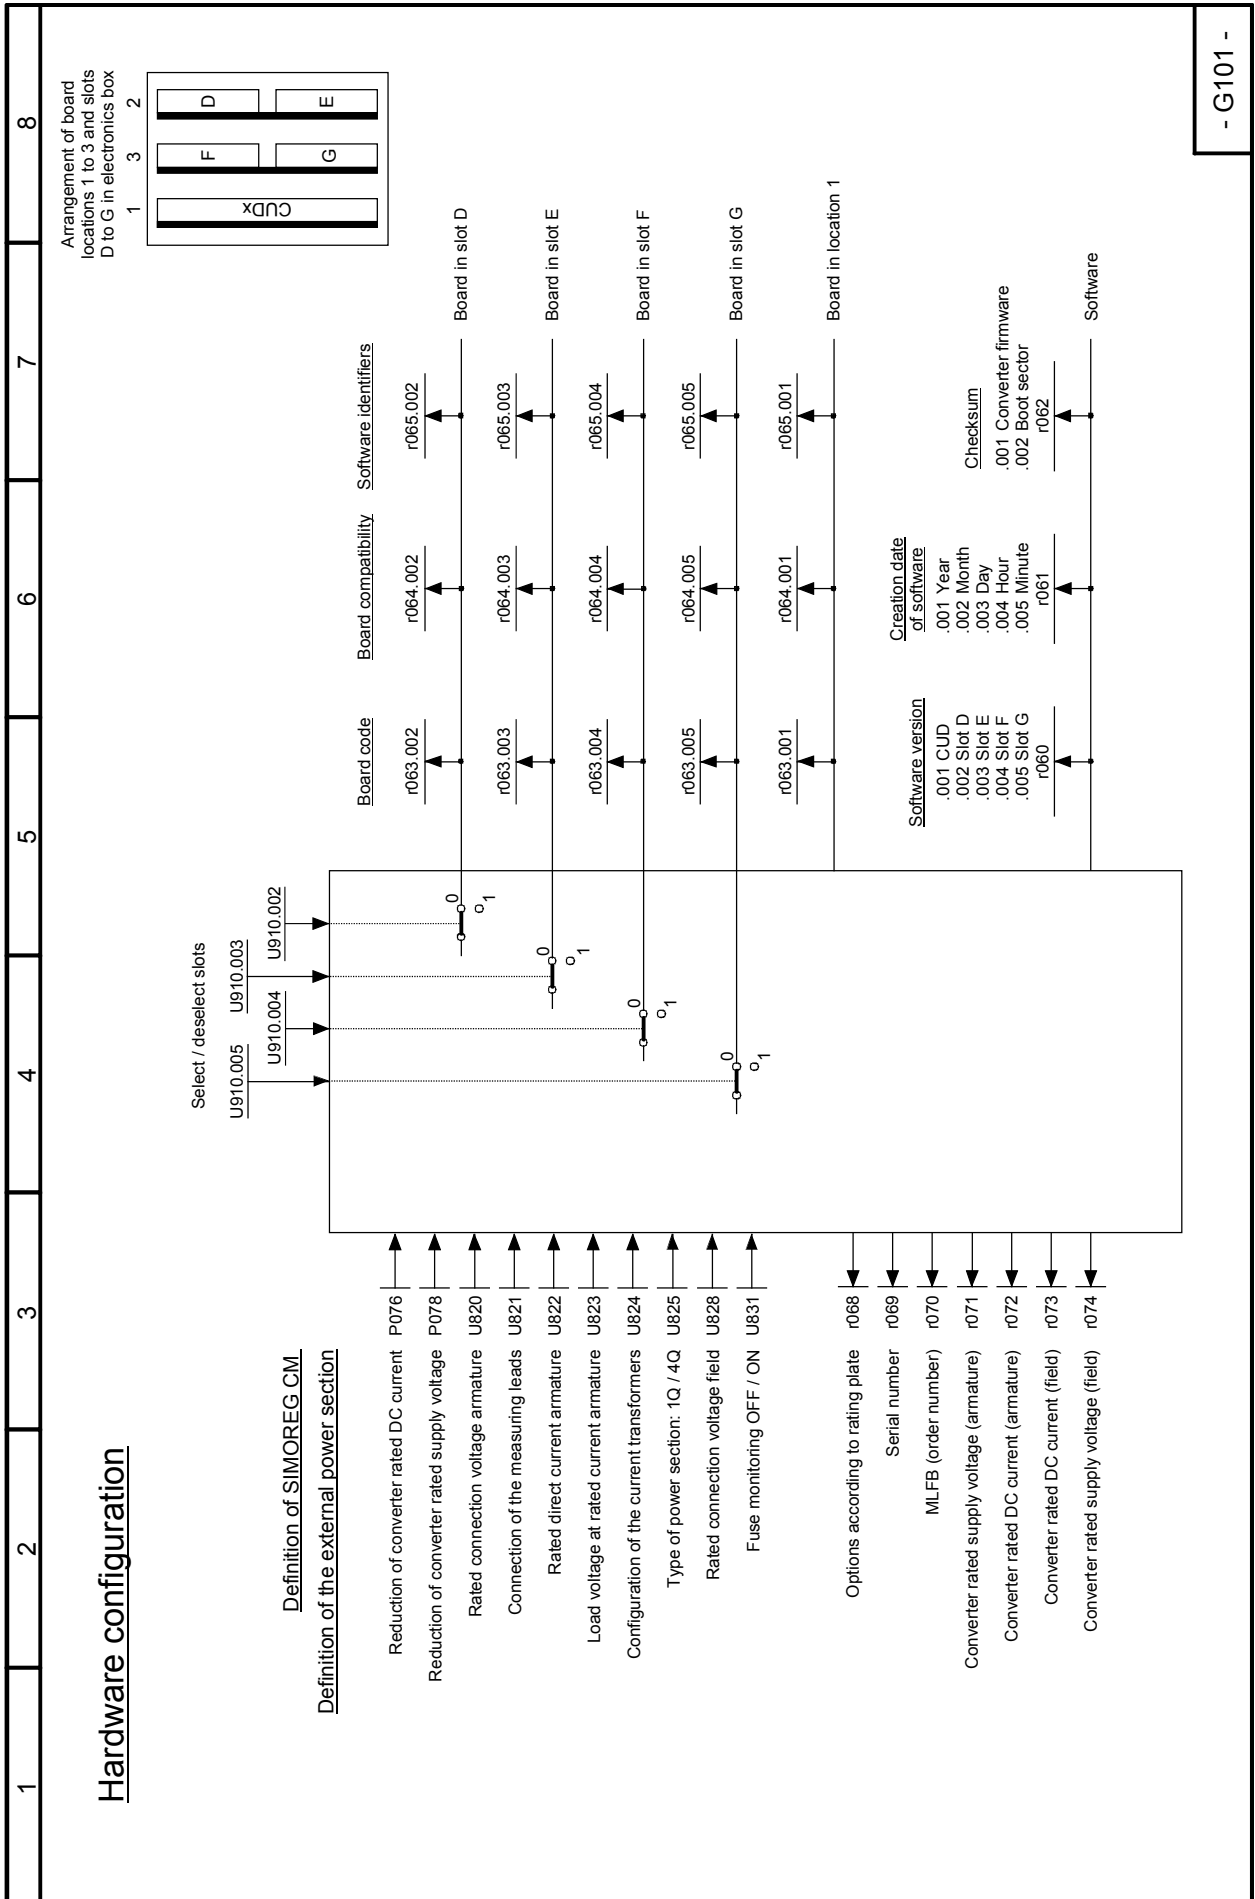 1 2 3 4 5 6 7 8
Hardware configuration
Arrangement of board
locations 1 to 3 and slots
D to G in electronics box
1 3 2
CUDx
F
G
D
E
Select / deselect slots
U910.005
U910.004
U910.003
U910.002
0
1
0
1
0
1
0
1
Definition of SIMOREG CM
Definition of the external power section
Reduction of converter rated DC current P076
Reduction of converter rated supply voltage P078
Rated connection voltage armature U820
Connection of the measuring leads U821
Rated direct current armature U822
Load voltage at rated current armature U823
Configuration of the current transformers U824
Type of power section: 1Q / 4Q U825
Rated connection voltage field U828
Fuse monitoring OFF / ON U831
Options according to rating plate r068
Serial number r069
MLFB (order number) r070
Converter rated supply voltage (armature) r071
Converter rated DC current (armature) r072
Converter rated DC current (field) r073
Converter rated supply voltage (field) r074
Board code Board compatibility Software identifiers
r063.002 r064.002 r065.002
Board in slot D
r063.003 r064.003 r065.003
Board in slot E
r063.004 r064.004 r065.004
Board in slot F
r063.005 r064.005 r065.005
Board in slot G
r063.001 r064.001 r065.001
Board in location 1
Software version
.001 CUD
.002 Slot D
.003 Slot E
.004 Slot F
.005 Slot G
r060
Creation date
of software
.001 Year
.002 Month
.003 Day
.004 Hour
.005 Minute
r061
Checksum
.001 Converter firmware
.002 Boot sector
r062
Software
- G101 -